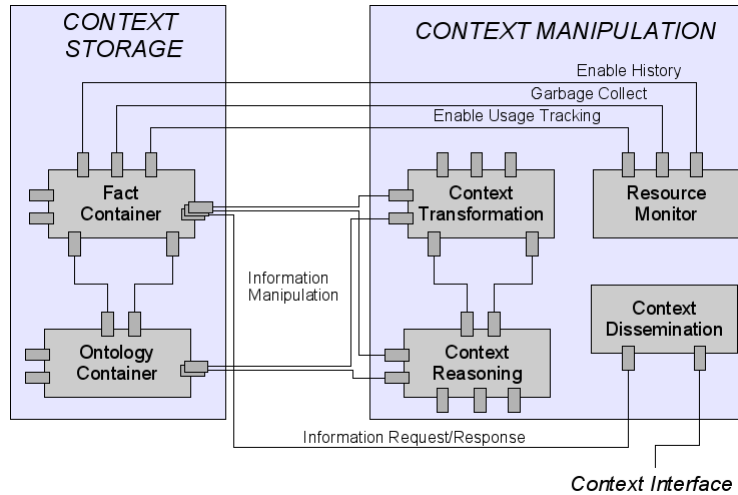 CONTEXT
STORAGE
CONTEXT MANIPULATION
Enable History
Garbage Collect
Enable Usage Tracking
Fact
Container
Context
Transformation
Resource
Monitor
Information
Manipulation
Context
Dissemination
Ontology
Container
Context
Reasoning
Information Request/Response
Context Interface